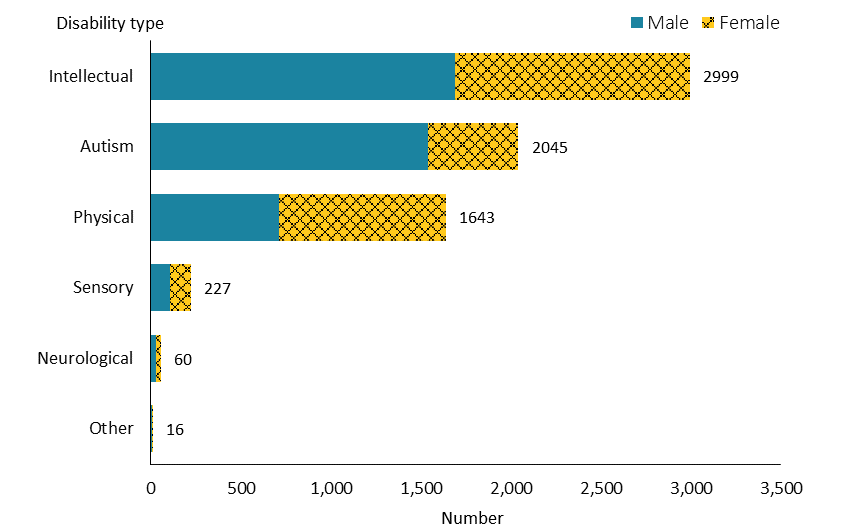 Disability type
Male Female
Intellectual 2999
Autism 2045
Physical 1643
Sensory 227
Neurological 60
Other 16
0 500 1,000 1,500 2,000 2,500 3,000 3,500
Number